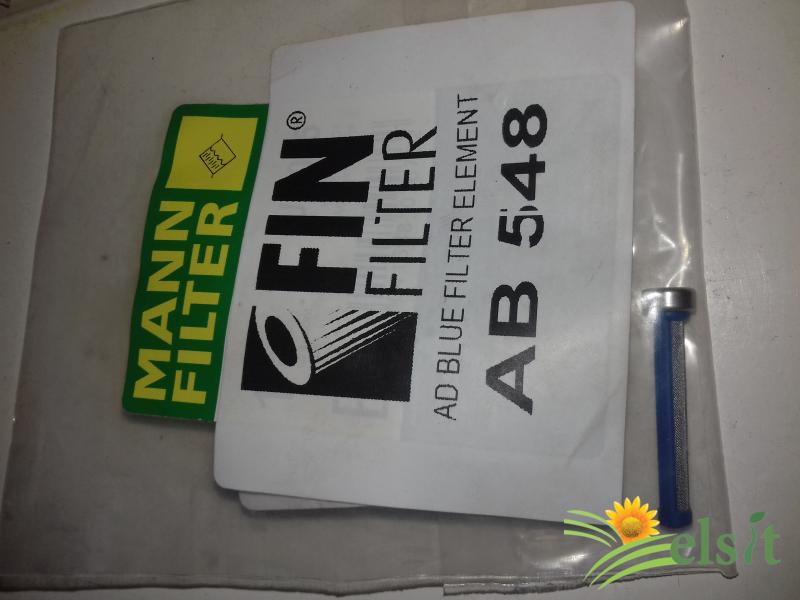 MANN
FILTER
FIN®
FILTER
AD BLUE FILTER ELEMENT
AB 548
elsit